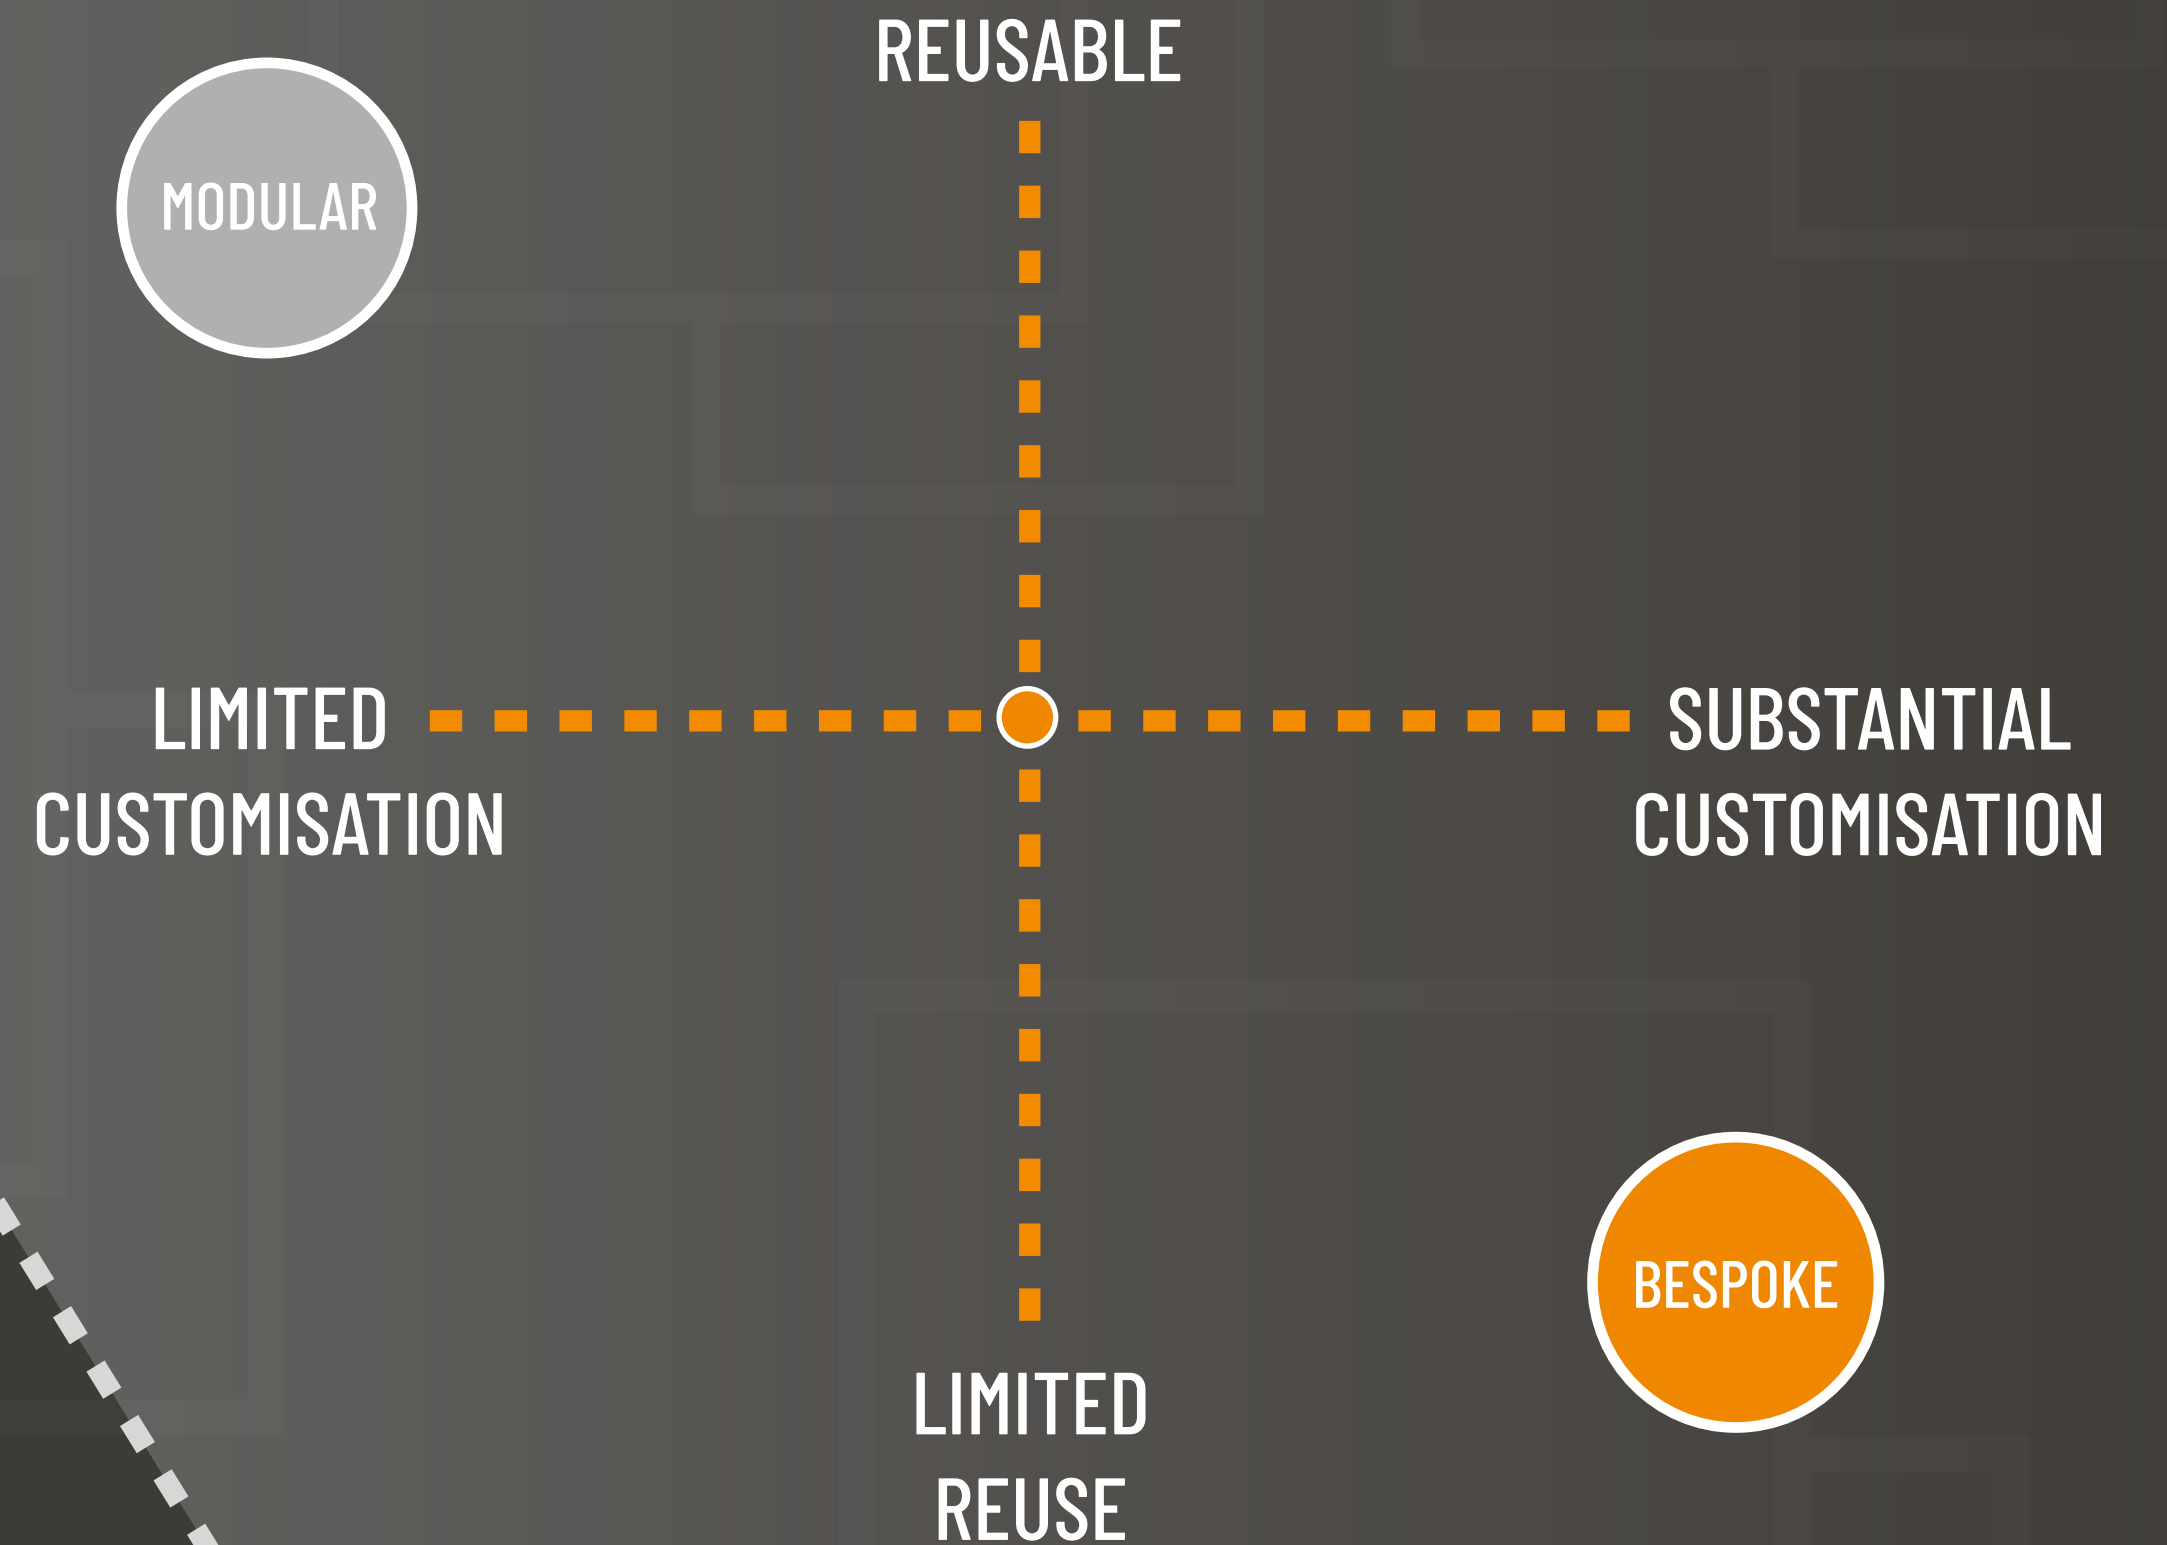 REUSABLE
MODULAR
LIMITED
CUSTOMISATION
SUBSTANTIAL
CUSTOMISATION
BESPOKE
LIMITED
REUSE